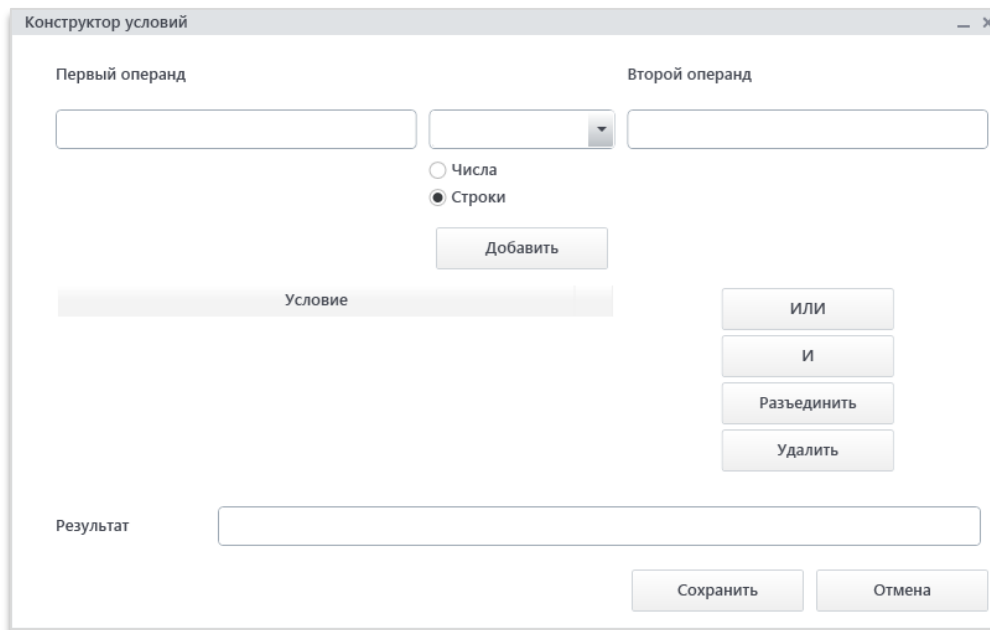 Конструктор условий
Первый операнд
Второй операнд
Числа
Строки
Добавить
Условие
ИЛИ
И
Разъединить
Удалить
Результат
Сохранить
Отмена